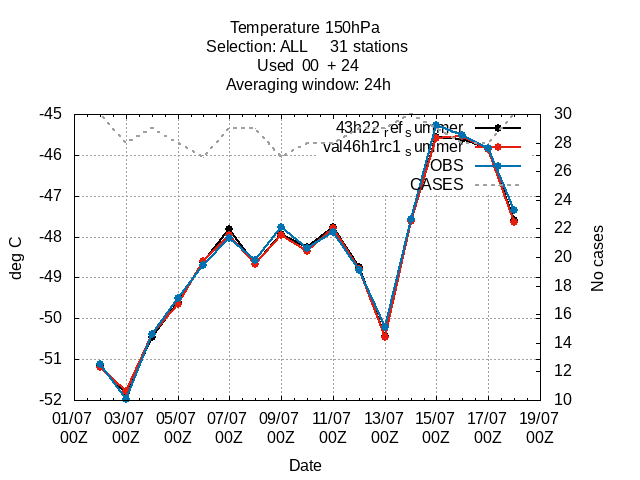 Temperature 150hPa
Selection: ALL 31 stations
Used 00 + 24
Averaging window: 24h
-45
-46
-47
-48
-49
-50
-51
-52
deg C
30
28
26
24
22
20
18
16
14
12
10
No cases
43h22_ref_summer
val46h1rc1_summer
OBS
CASES
01/07 03/07 05/07 07/07 09/07 11/07 13/07 15/07 17/07 19/07
00Z 00Z 00Z 00Z 00Z 00Z 00Z 00Z 00Z 00Z
Date